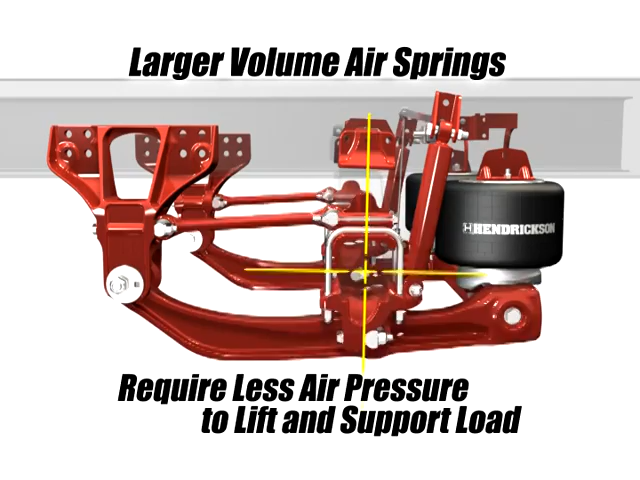 Larger Volume Air Springs
HENDRICKSON
Require Less Air Pressure
to Lift and Support Load